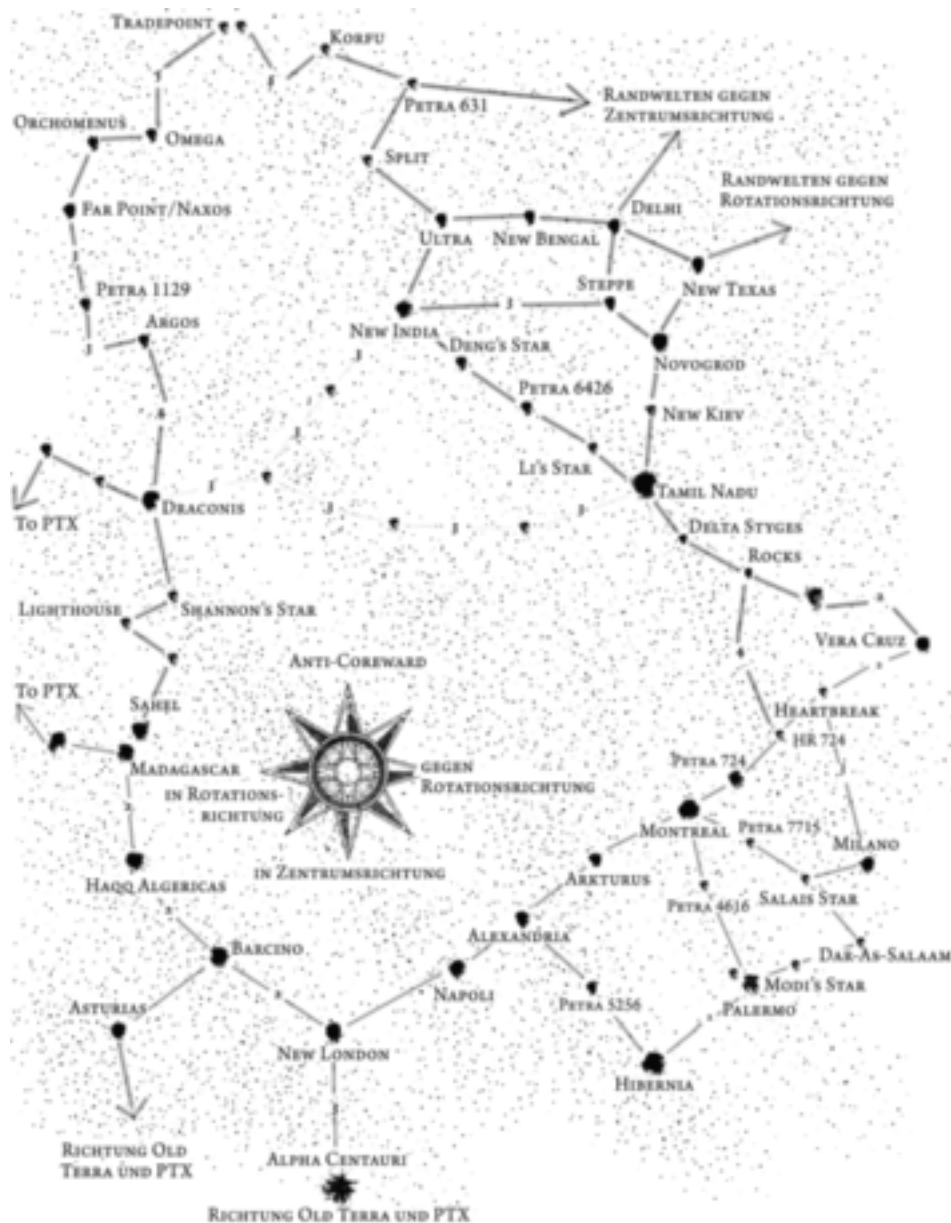 Tradepoint
Korfu
Petra 631
Randwelten gegen
Zentrumsrichtung
Orchomenus
Omega
Split
Randwelten gegen
Rotationsrichtung
Far Point/Naxos
Delhi
Ultra
New Bengal
Steppe
New Texas
Petra 1129
Argos
New India
Deng's Star
Novogrod
Petra 6426
New Kiev
Li's Star
Tamil Nadu
To PTX
Draconis
Delta Styges
Rocks
Lighthouse
Shannon's Star
Vera Cruz
Anti-Coreward
To PTX
Sahel
Heartbreak
HR 724
Petra 724
Madagascar
gegen
Rotationsrichtung
in Rotations-
richtung
Montreal
Petra 7715
Milano
in Zentrumsrichtung
Haqq Algericas
Arkturus
Salais Star
Petra 4616
Alexandria
Barcino
Dar-As-Salaam
Napoli
Modi's Star
Asturias
Petra 5256
Palermo
New London
Hibernia
Richtung Old
Terra und PTX
Alpha Centauri
Richtung Old Terra und PTX